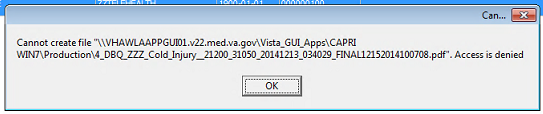 ZZTELEHEALTH 1900-01-01 000000100
Can...
Cannot create file "\\VHAWLAAPPGUI01.v22.med.va.gov\Vista_GUI_Apps\CAPRI
WIN7\Production\4_DBQ_ZZZ_Cold_Injury__21200_31050_20141213_034029_FINAL12152014100708.pdf". Access is denied
OK